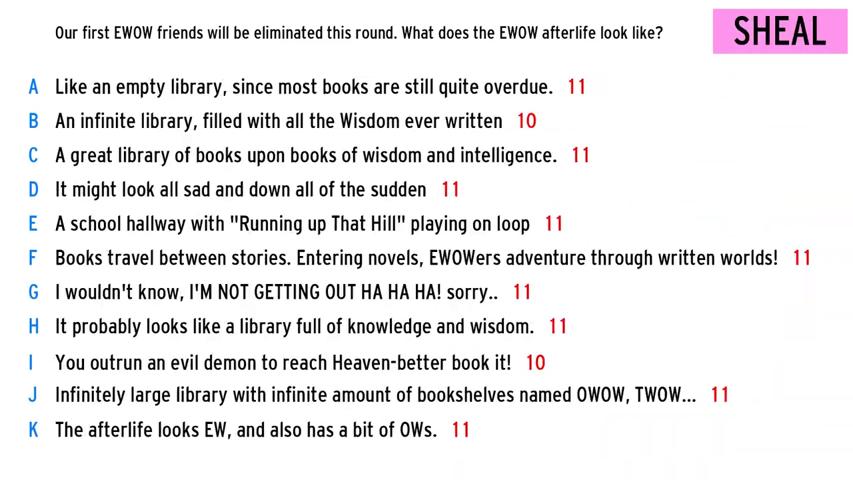 Our first EWOW friends will be eliminated this round. What does the EWOW afterlife look like?
SHEAL
A Like an empty library, since most books are still quite overdue. 11
B An infinite library, filled with all the Wisdom ever written 10
C A great library of books upon books of wisdom and intelligence. 11
D It might look all sad and down all of the sudden 11
E A school hallway with "Running up That Hill" playing on loop 11
F Books travel between stories. Entering novels, EWOWers adventure through written worlds! 11
G I wouldn't know, I'M NOT GETTING OUT HA HA HA! sorry.. 11
H It probably looks like a library full of knowledge and wisdom. 11
I You outrun an evil demon to reach Heaven-better book it! 10
J Infinitely large library with infinite amount of bookshelves named OWOW, TWOW... 11
K The afterlife looks EW, and also has a bit of OWs. 11